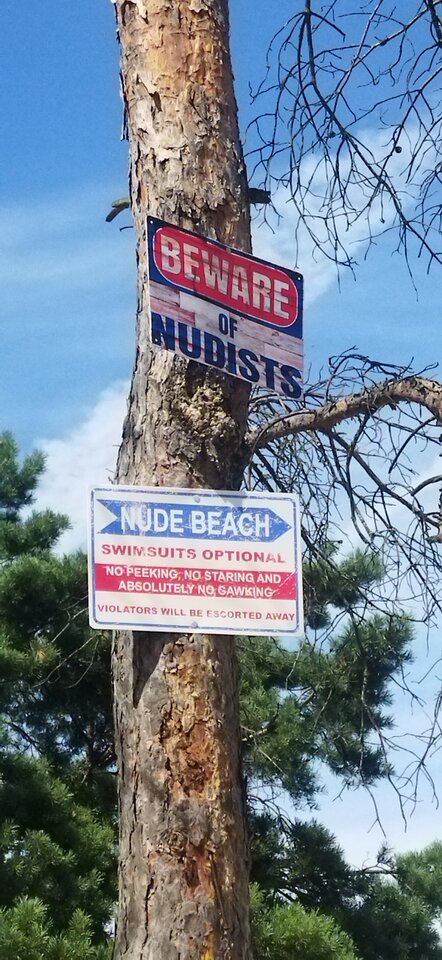 BEWARE
OF
NUDISTS
NUDE BEACH
SWIMSUITS OPTIONAL
NO PEEKING, NO STARING AND
ABSOLUTELY NO GAWKING
VIOLATORS WILL BE ESCORTED AWAY